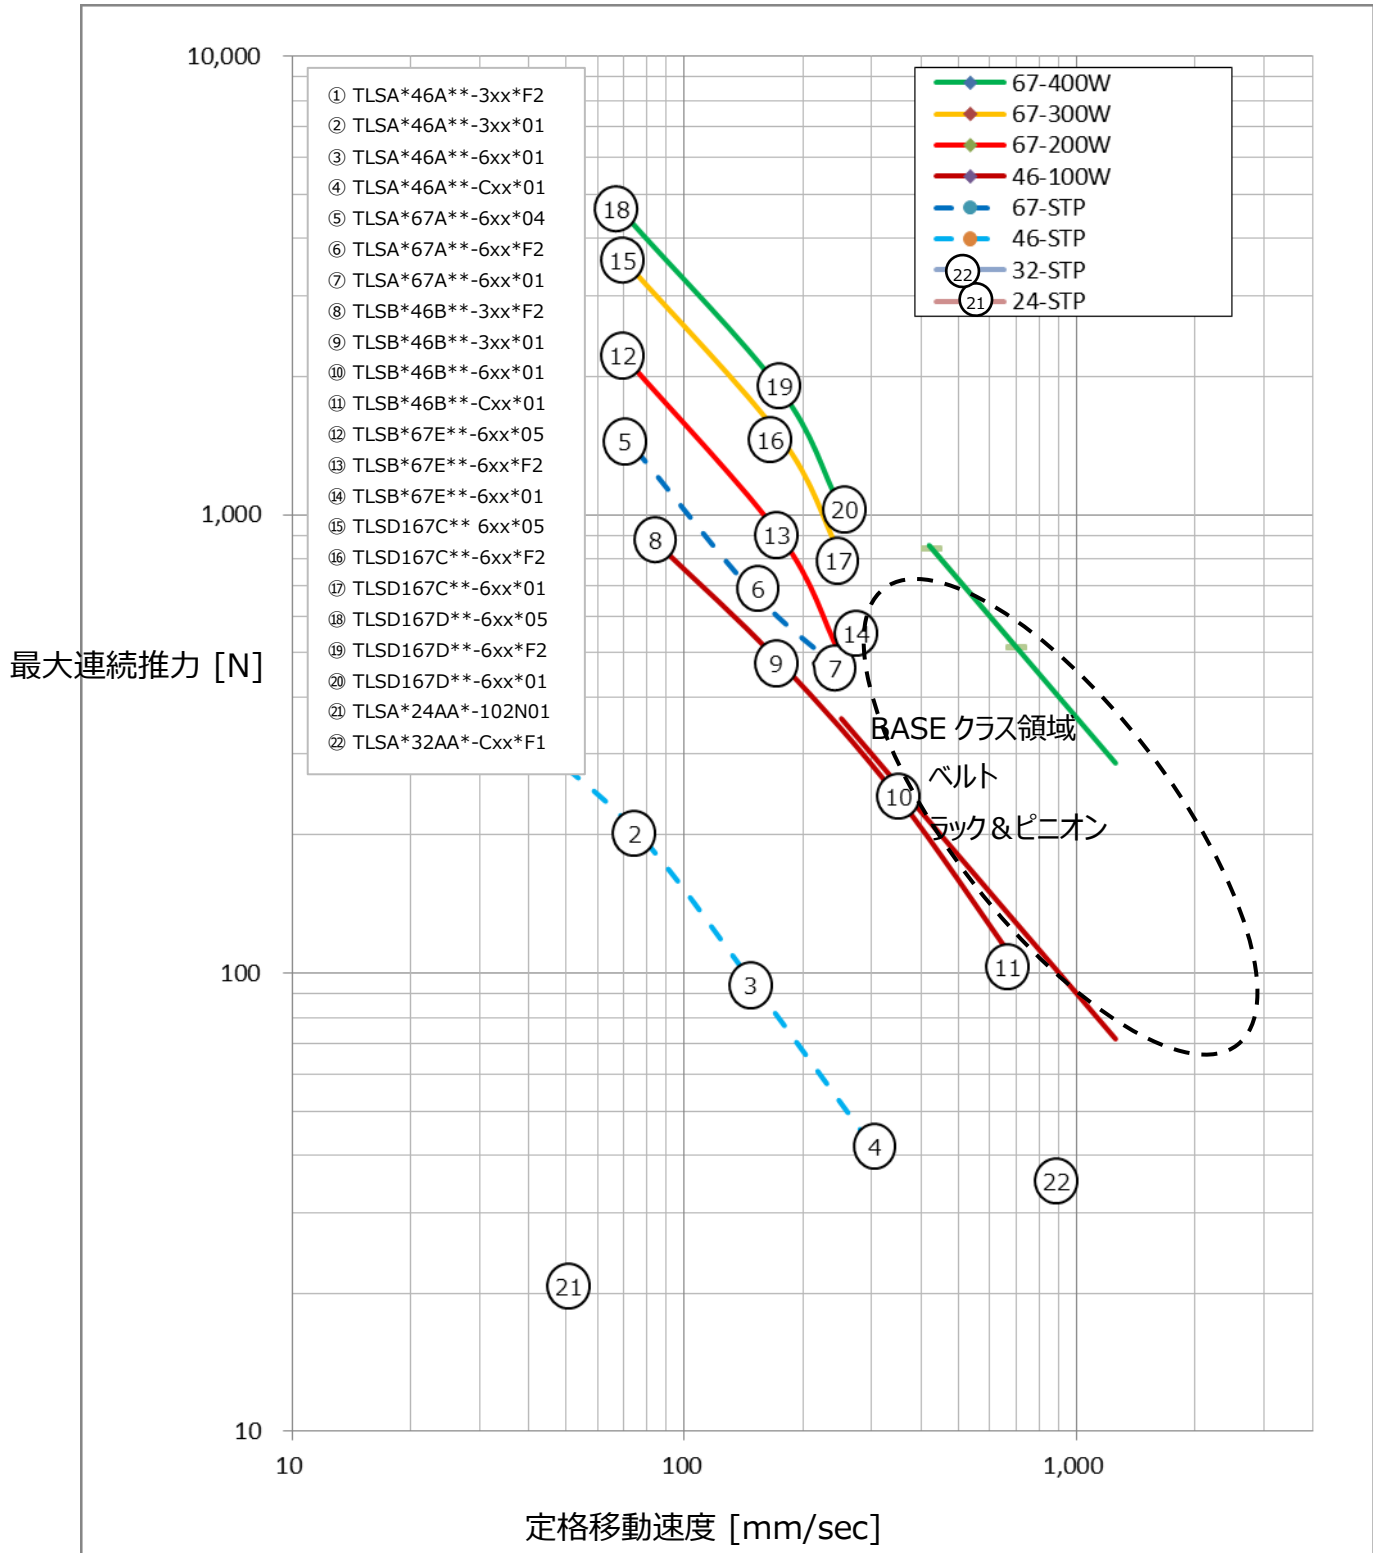 10,000
① TLSA*46A**-3xx*F2
② TLSA*46A**-3xx*01
③ TLSA*46A**-6xx*01
④ TLSA*46A**-Cxx*01
⑤ TLSA*67A**-6xx*04
⑥ TLSA*67A**-6xx*F2
⑦ TLSA*67A**-6xx*01
⑧ TLSB*46B**-3xx*F2
⑨ TLSB*46B**-3xx*01
⑩ TLSB*46B**-6xx*01
⑪ TLSB*46B**-Cxx*01
⑫ TLSB*67E**-6xx*05
⑬ TLSB*67E**-6xx*F2
⑭ TLSB*67E**-6xx*01
⑮ TLSD167C** 6xx*05
⑯ TLSD167C**-6xx*F2
⑰ TLSD167C**-6xx*01
⑱ TLSD167D**-6xx*05
⑲ TLSD167D**-6xx*F2
⑳ TLSD167D**-6xx*01
㉑ TLSA*24AA*-102N01
㉒ TLSA*32AA*-Cxx*F1
67-400W
67-300W
67-200W
46-100W
67-STP
46-STP
22 32-STP
21 24-STP
18
15
12
19
5
16
20
1,000
13
8
17
6
14
9
7
最大連続推力 [N]
BASE クラス領域
ベルト
10
ラック＆ピニオン
2
11
100
3
4
22
21
10
10
100
1,000
定格移動速度 [mm/sec]